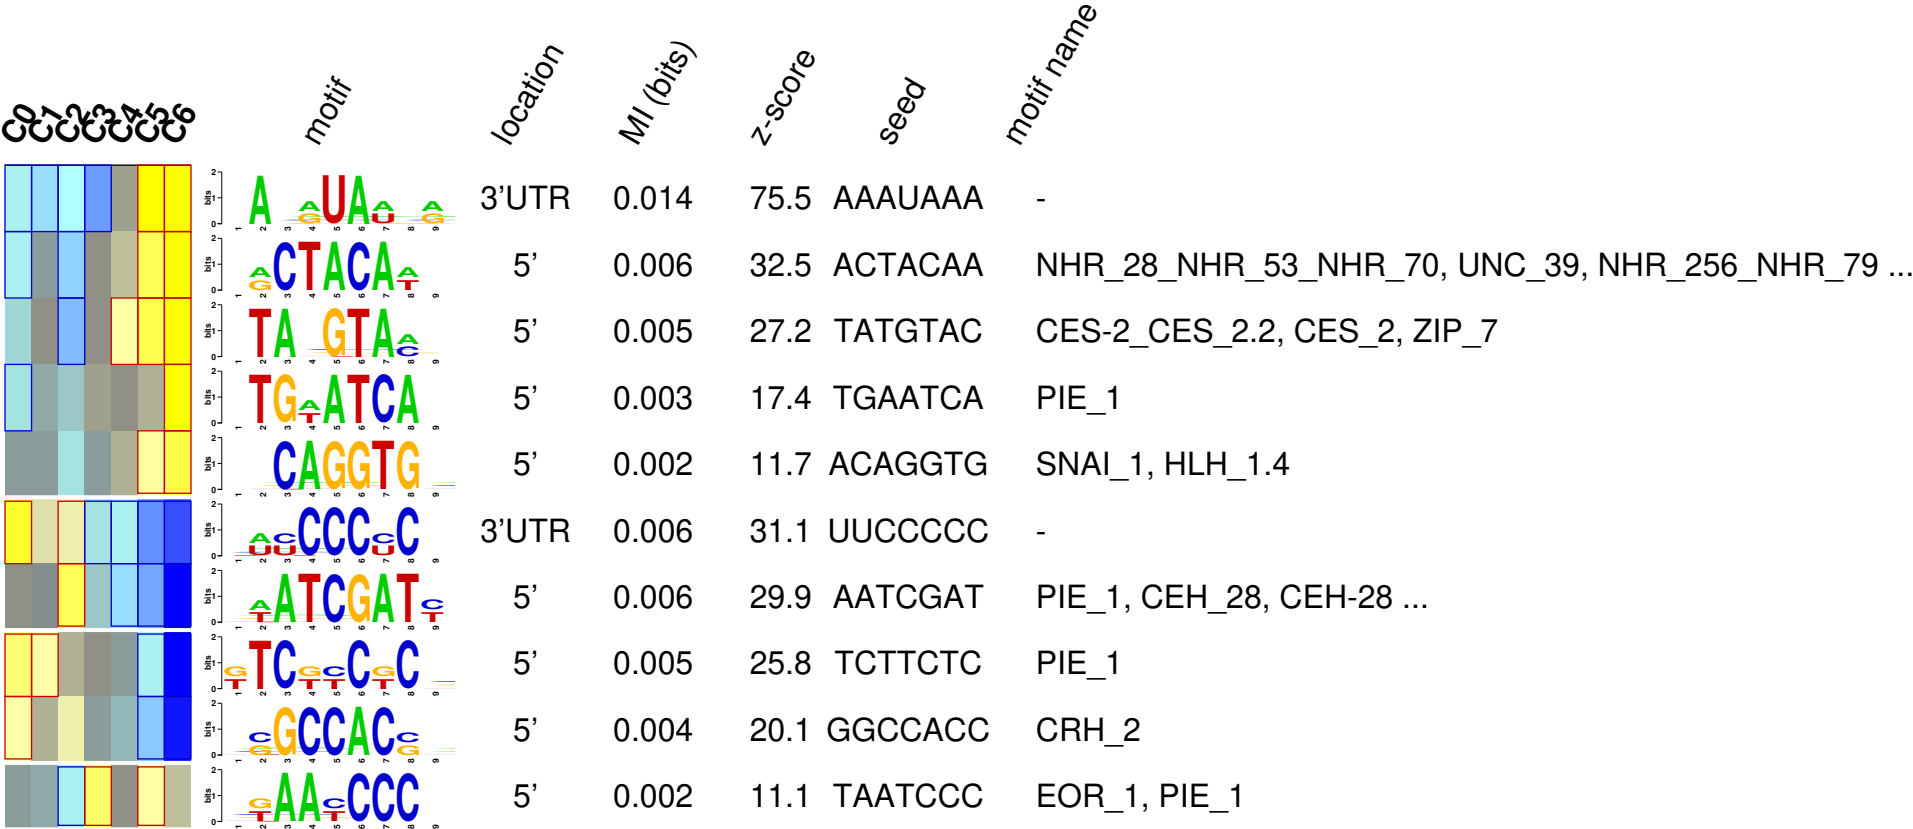 C0 C1 C2 C3 C4 C5 C6 motif location MI (bits) z-score seed motif name
3'UTR 0.014 75.5 AAAUAAA -
5' 0.006 32.5 ACTACAA NHR_28_NHR_53_NHR_70, UNC_39, NHR_256_NHR_79 ...
5' 0.005 27.2 TATGTAC CES-2_CES_2.2, CES_2, ZIP_7
5' 0.003 17.4 TGAATCA PIE_1
5' 0.002 11.7 ACAGGTG SNAI_1, HLH_1.4
3'UTR 0.006 31.1 UUCCCCC -
5' 0.006 29.9 AATCGAT PIE_1, CEH_28, CEH-28 ...
5' 0.005 25.8 TCTTCTC PIE_1
5' 0.004 20.1 GGCCACC CRH_2
5' 0.002 11.1 TAATCCC EOR_1, PIE_1